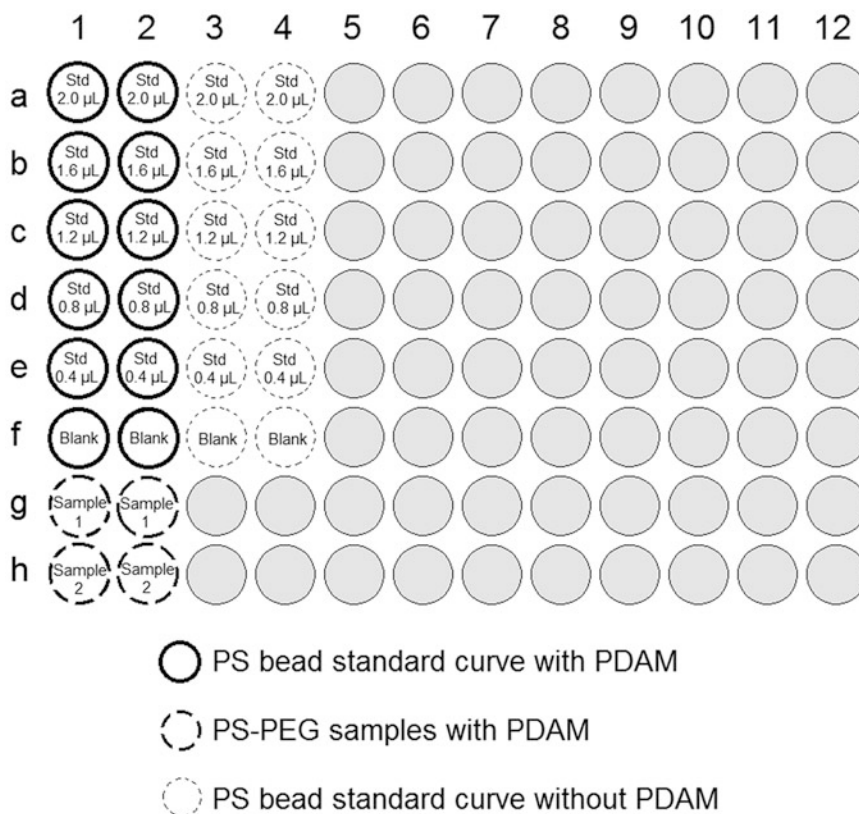 1 2 3 4 5 6 7 8 9 10 11 12
a Std 2.0 µL Std 2.0 µL Std 2.0 µL Std 2.0 µL
b Std 1.6 µL Std 1.6 µL Std 1.6 µL Std 1.6 µL
c Std 1.2 µL Std 1.2 µL Std 1.2 µL Std 1.2 µL
d Std 0.8 µL Std 0.8 µL Std 0.8 µL Std 0.8 µL
e Std 0.4 µL Std 0.4 µL Std 0.4 µL Std 0.4 µL
f Blank Blank Blank Blank
g Sample 1 Sample 1
h Sample 2 Sample 2
PS bead standard curve with PDAM
PS-PEG samples with PDAM
PS bead standard curve without PDAM